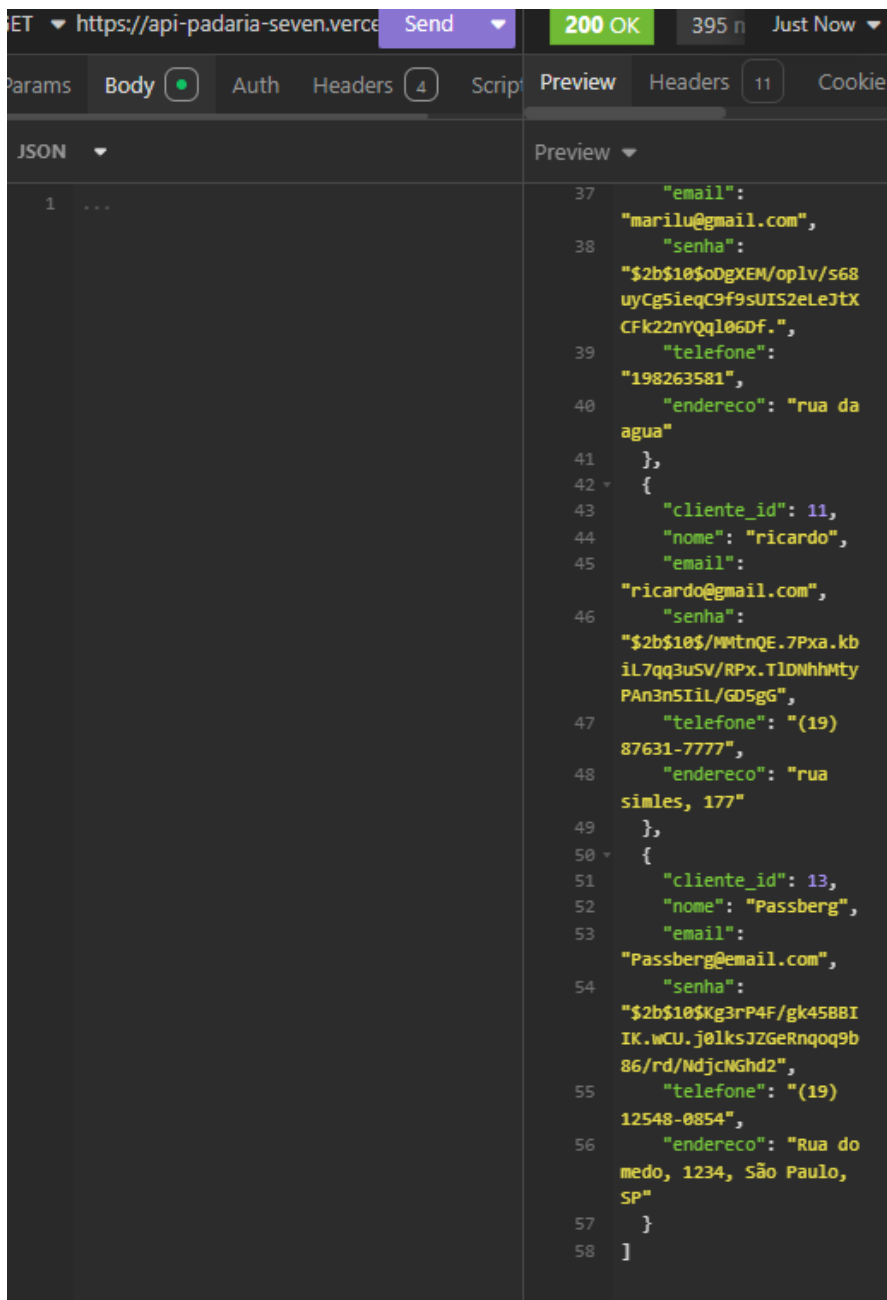 ET https://api-padaria-seven.verce Send 200 OK 395 n Just Now
Params Body Auth Headers 4 Script Preview Headers 11 Cookie
JSON Preview
1 ...
37 "email":
"marilu@gmail.com",
38 "senha":
"$2b$10$oDgXEM/oplv/s68
uyCg5ieqC9f9sUIS2eLeJtX
CFk22nYQql06Df.",
39 "telefone":
"198263581",
40 "endereco": "rua da
agua"
41 },
42 {
43 "cliente_id": 11,
44 "nome": "ricardo",
45 "email":
"ricardo@gmail.com",
46 "senha":
"$2b$10$/MMtnQE.7Pxa.kb
iL7qq3uSV/RPx.TlDNhhMty
PAn3n5IiL/GD5gG",
47 "telefone": "(19)
87631-7777",
48 "endereco": "rua
simles, 177"
49 },
50 {
51 "cliente_id": 13,
52 "nome": "Passberg",
53 "email":
"Passberg@email.com",
54 "senha":
"$2b$10$Kg3rP4F/gk45BBI
IK.wCU.j0lksJZGeRnqoq9b
86/rd/NdjcNGhd2",
55 "telefone": "(19)
12548-0854",
56 "endereco": "Rua do
medo, 1234, São Paulo,
SP"
57 }
58 ]